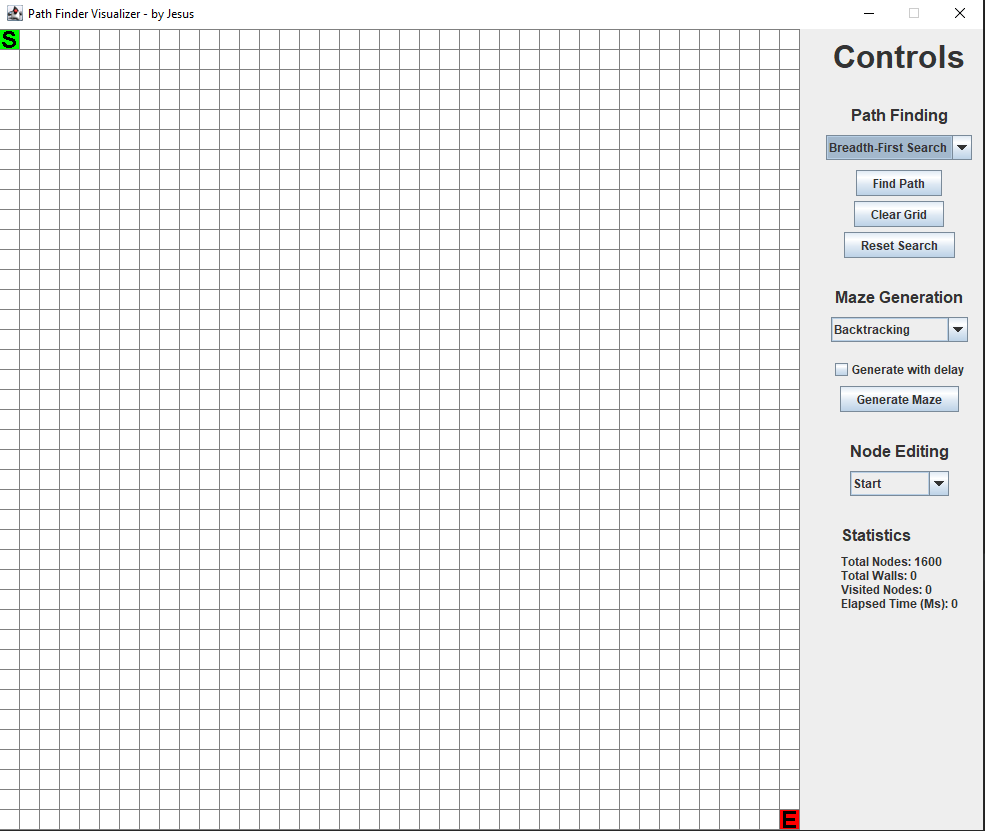 Path Finder Visualizer - by Jesus
S
Controls
Path Finding
Breadth-First Search
Find Path
Clear Grid
Reset Search
Maze Generation
Backtracking
Generate with delay
Generate Maze
Node Editing
Start
Statistics
Total Nodes: 1600
Total Walls: 0
Visited Nodes: 0
Elapsed Time (Ms): 0
E